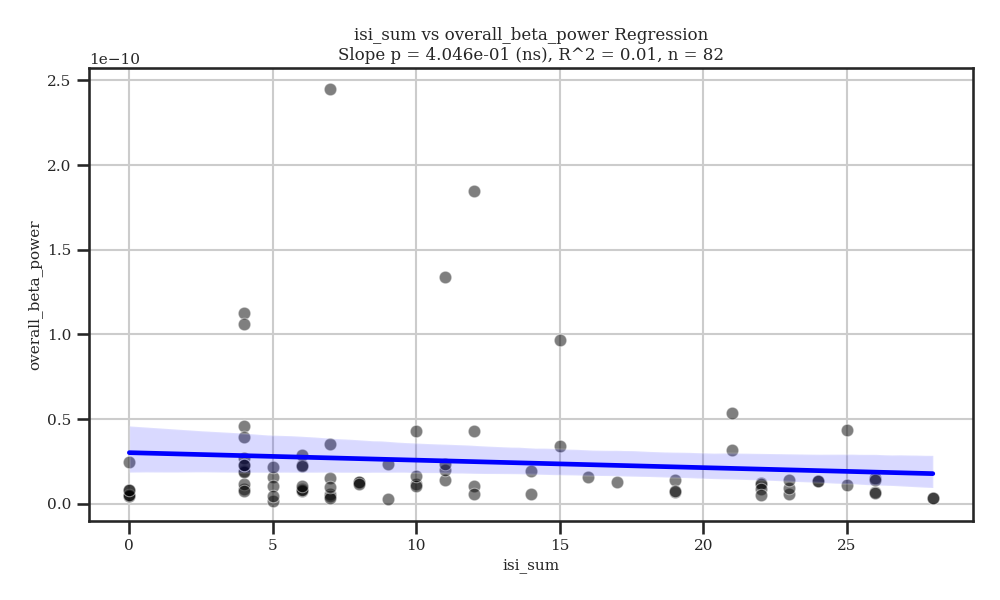 isi_sum vs overall_beta_power Regression
Slope p = 4.046e-01 (ns), R^2 = 0.01, n = 82
1e−10
2.5
2.0
1.5
1.0
0.5
0.0
overall_beta_power
0 5 10 15 20 25
isi_sum